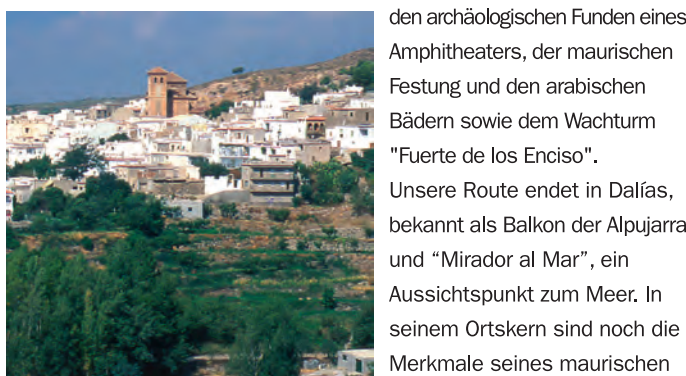 den archäologischen Funden eines
Amphitheaters, der maurischen
Festung und den arabischen
Bädern sowie dem Wachturm
"Fuerte de los Enciso".
Unsere Route endet in Dalías,
bekannt als Balkon der Alpujarra
und “Mirador al Mar”, ein
Aussichtspunkt zum Meer. In
seinem Ortskern sind noch die
Merkmale seines maurischen